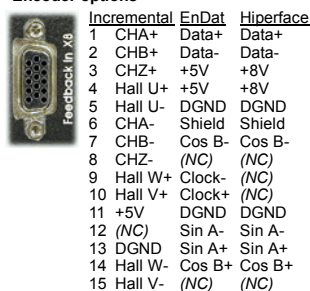 Encoder options
Incremental EnDat Hiperface
1 CHA+ Data+ Data+
2 CHB+ Data- Data-
3 CHZ+ +5V +8V
4 Hall U+ +5V +8V
5 Hall U- DGND DGND
6 CHA- Shield Shield
7 CHB- Cos B- Cos B-
8 CHZ- (NC) (NC)
9 Hall W+ Clock- (NC)
10 Hall V+ Clock+ (NC)
11 +5V DGND DGND
12 (NC) Sin A- Sin A-
13 DGND Sin A+ Sin A+
14 Hall W- Cos B+ Cos B+
15 Hall V- (NC) (NC)
Feedback In X8